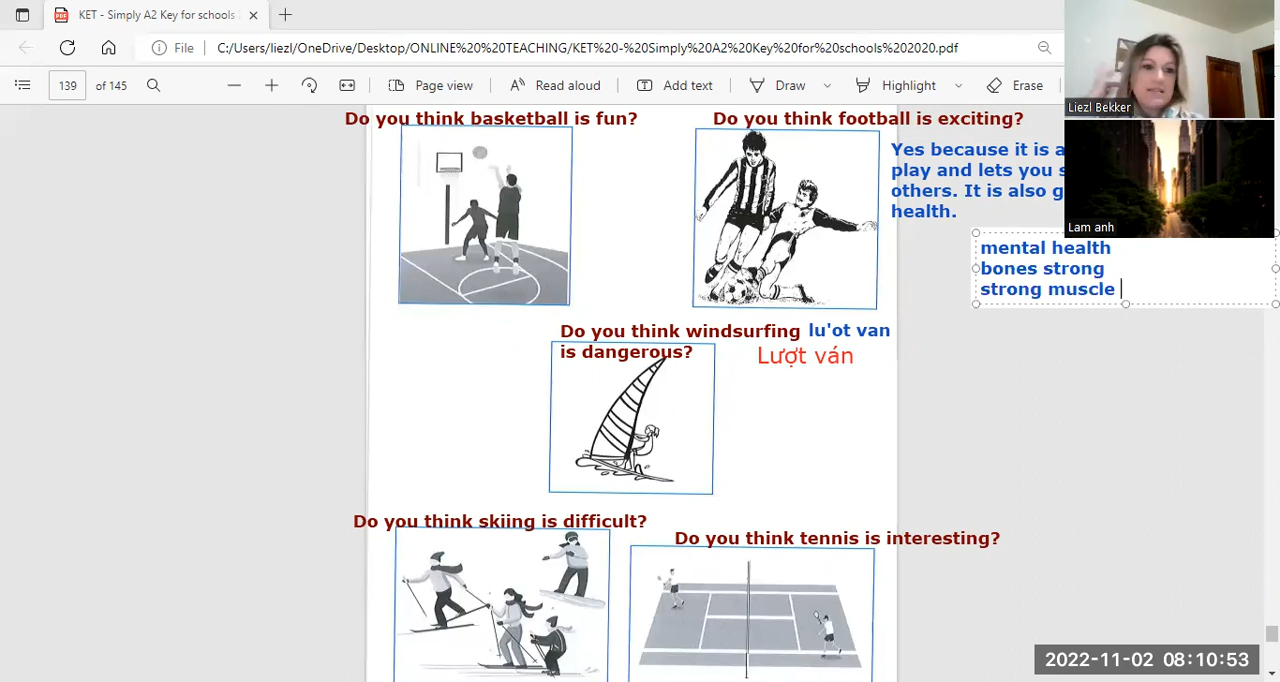 KET - Simply A2 Key for schools
File
C:/Users/liezl/OneDrive/Desktop/ONLINE%20%20TEACHING/KET%20-%20Simply%20A2%20Key%20for%20schools%202020.pdf
139 of 145
Page view
Read aloud
Add text
Draw
Highlight
Erase
Liezl Bekker
Do you think basketball is fun?
Do you think football is exciting?
Yes because it is a
play and lets you s
others. It is also g
health.
Lam anh
mental health
bones strong
strong muscle
Do you think windsurfing
is dangerous?
lu'ot van
Lượt ván
Do you think skiing is difficult?
Do you think tennis is interesting?
2022-11-02 08:10:53